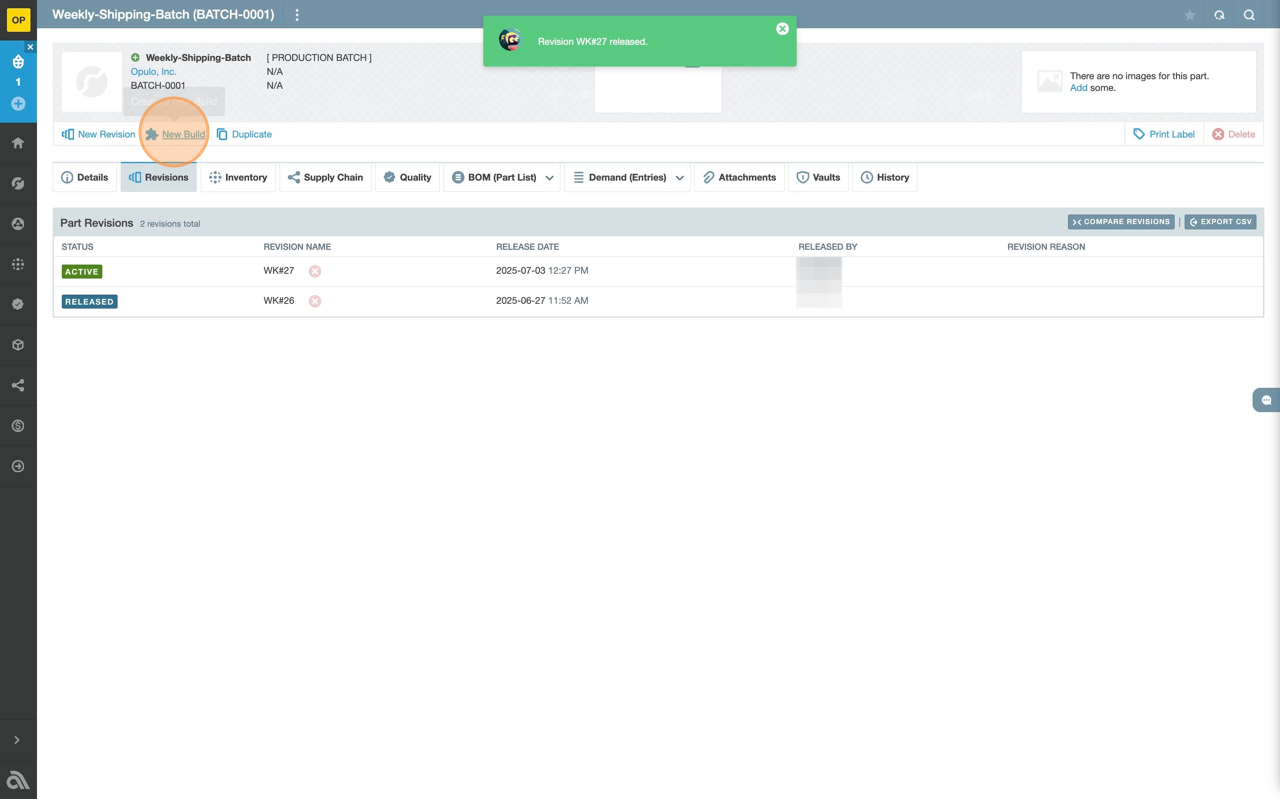 OP
Weekly-Shipping-Batch (BATCH-0001)
Revision WK#27 released.
1
Weekly-Shipping-Batch [ PRODUCTION BATCH ]
Opulo, Inc. N/A
BATCH-0001 N/A
There are no images for this part.
Add some.
New Revision New Build Duplicate Print Label Delete
Details Revisions Inventory Supply Chain Quality BOM (Part List) Demand (Entries) Attachments Vaults History
Part Revisions 2 revisions total COMPARE REVISIONS | EXPORT CSV
STATUS REVISION NAME RELEASE DATE RELEASED BY REVISION REASON
ACTIVE WK#27 2025-07-03 12:27 PM
RELEASED WK#26 2025-06-27 11:52 AM